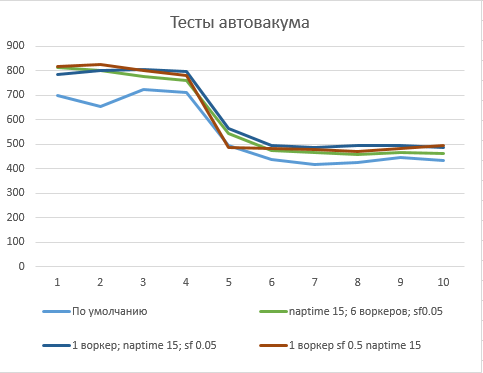 Тесты автовакума
900
800
700
600
500
400
300
200
100
0
1 2 3 4 5 6 7 8 9 10
По умолчанию
naptime 15; 6 воркеров; sf0.05
1 воркер; naptime 15; sf 0.05
1 воркер sf 0.5 naptime 15